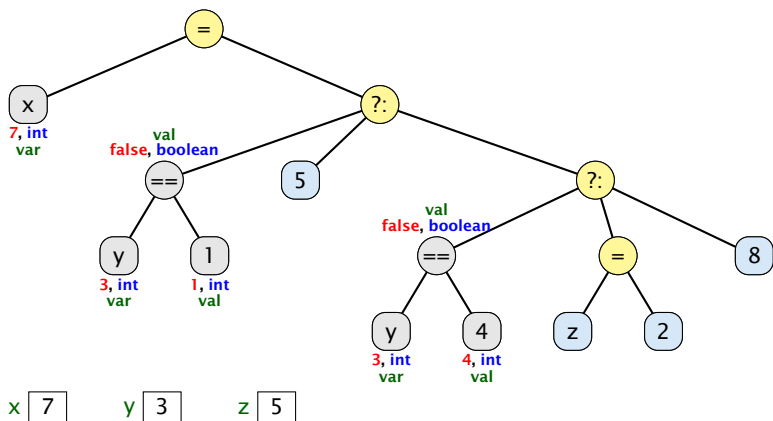 =
x
?:
7, int
var
val
false, boolean
==
5
?:
val
false, boolean
y
1
==
=
8
3, int
var
1, int
val
y
4
z
2
3, int
var
4, int
val
x 7 y 3 z 5